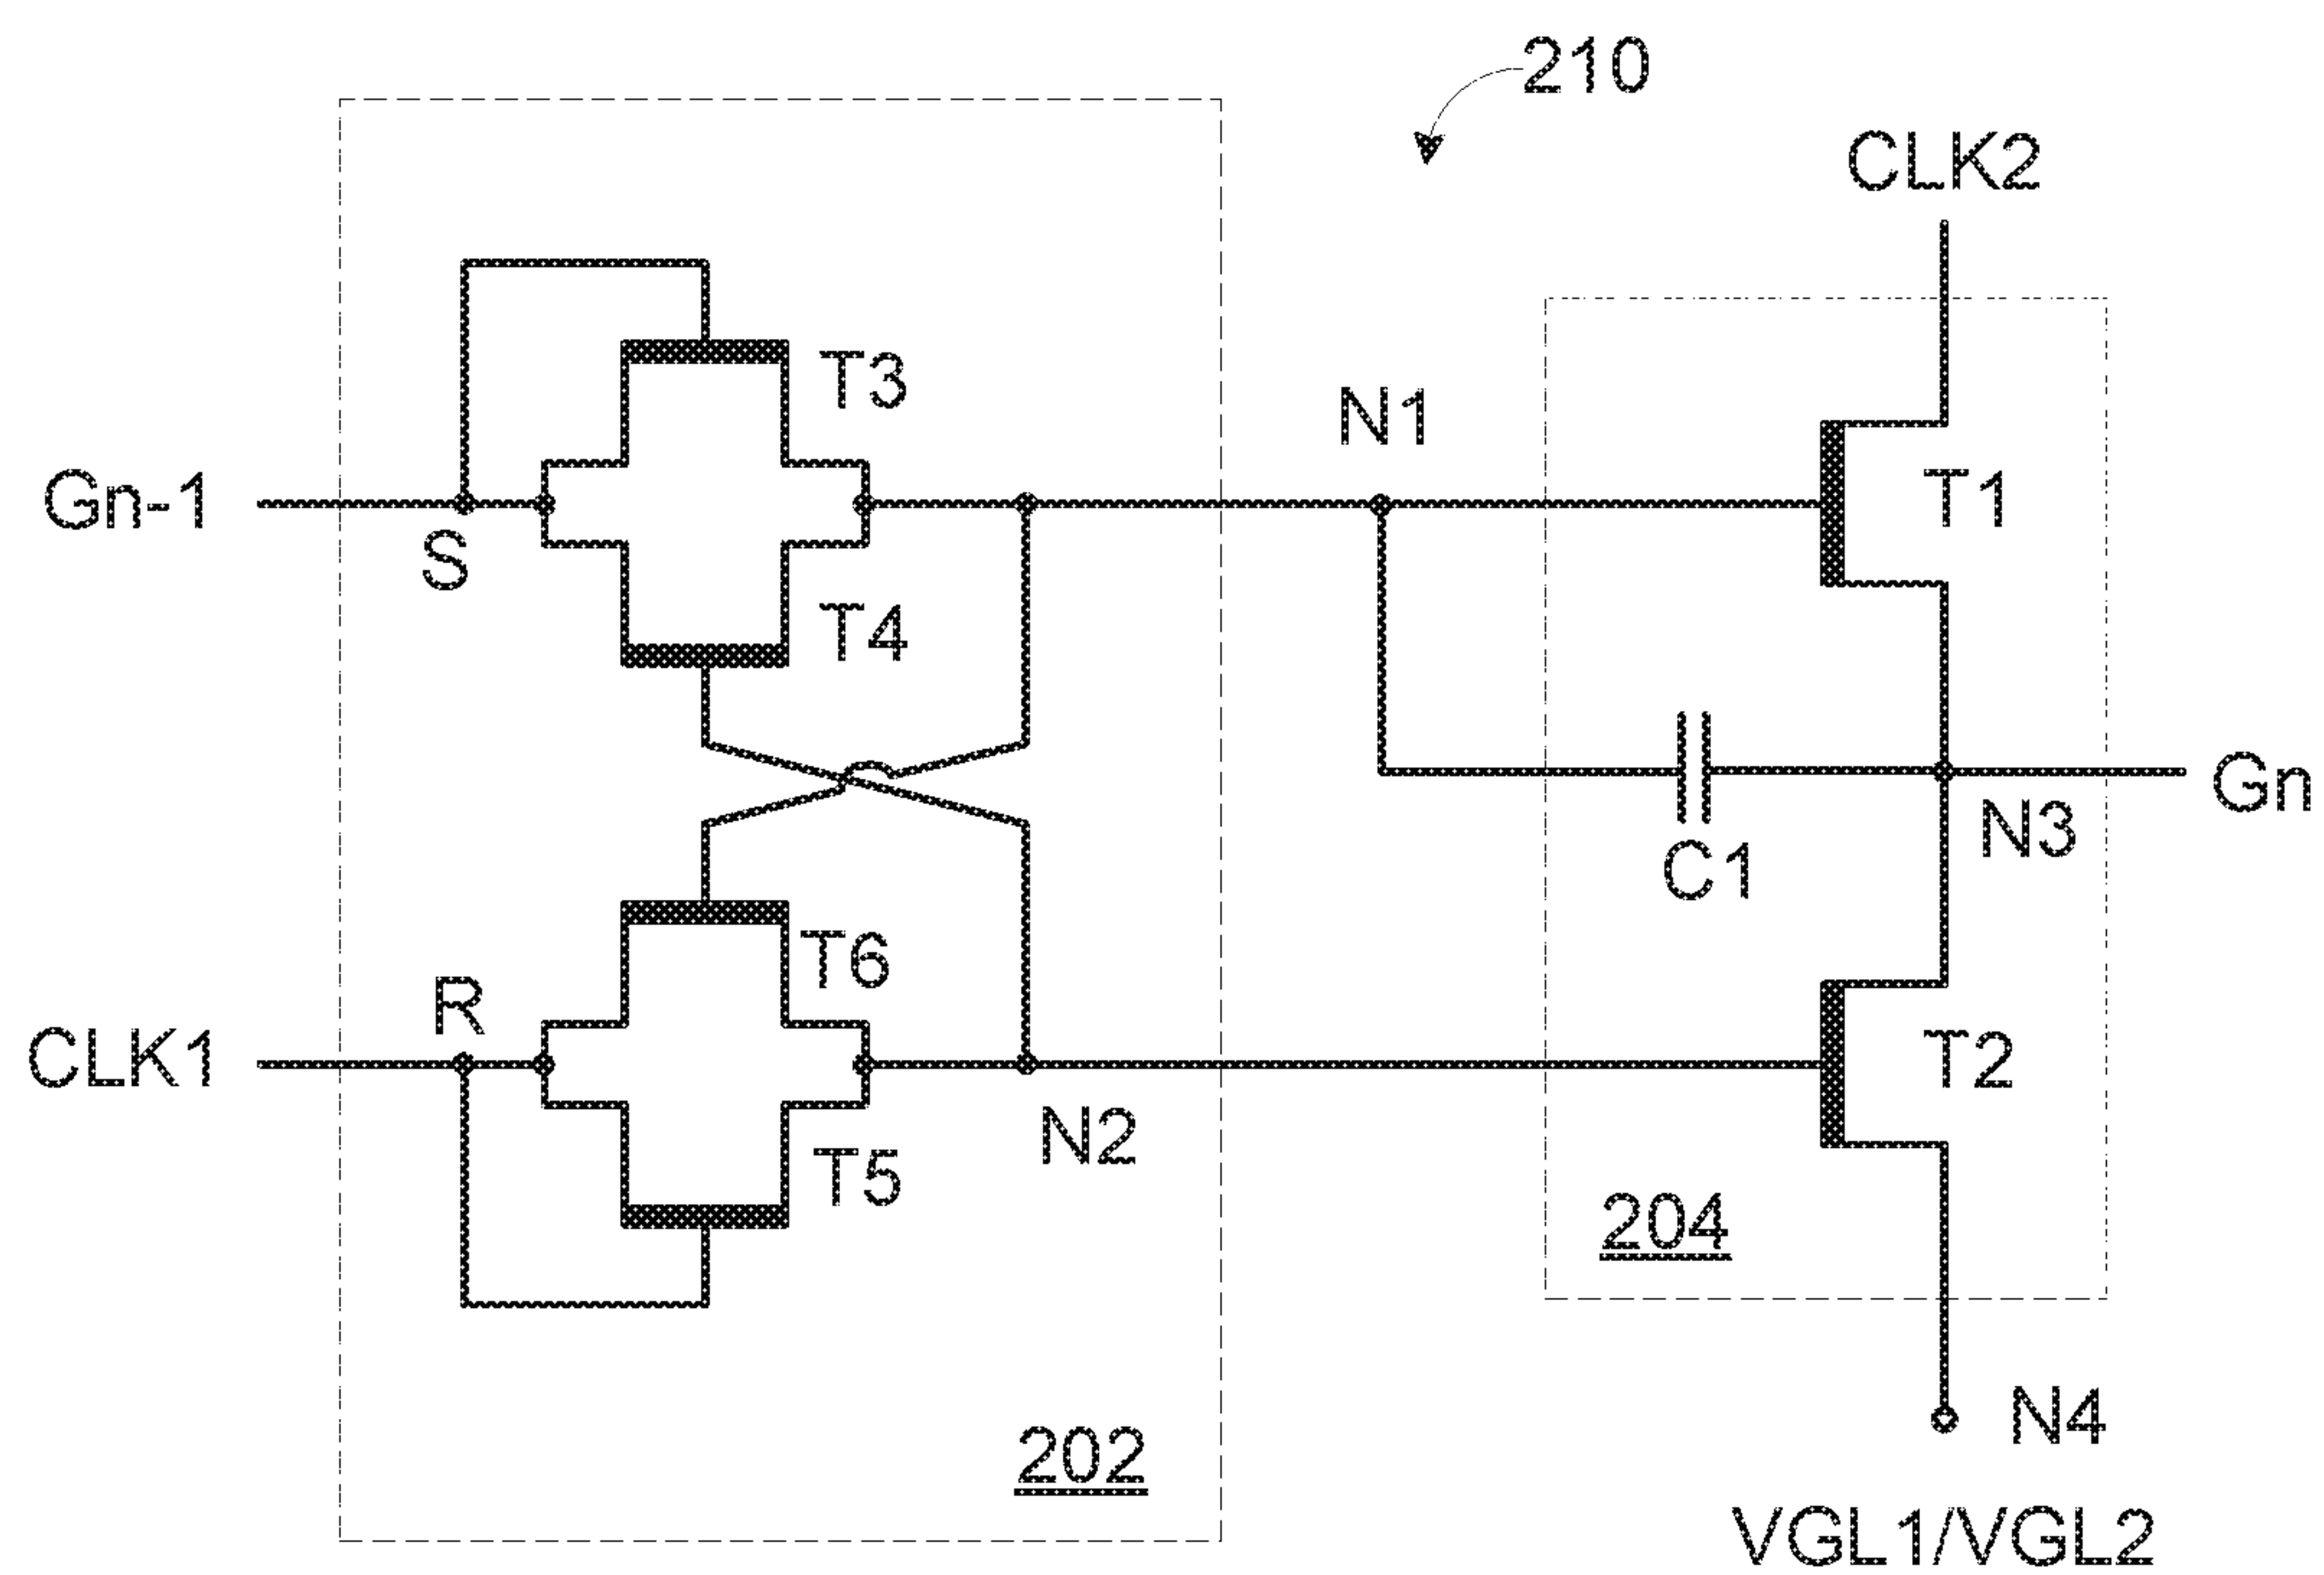 210
CLK2
T3
N1
Gn-1
T1
S
T4
Gn
N3
C1
T6
R
CLK1
T2
N2
T5
204
N4
202
VGL1/VGL2